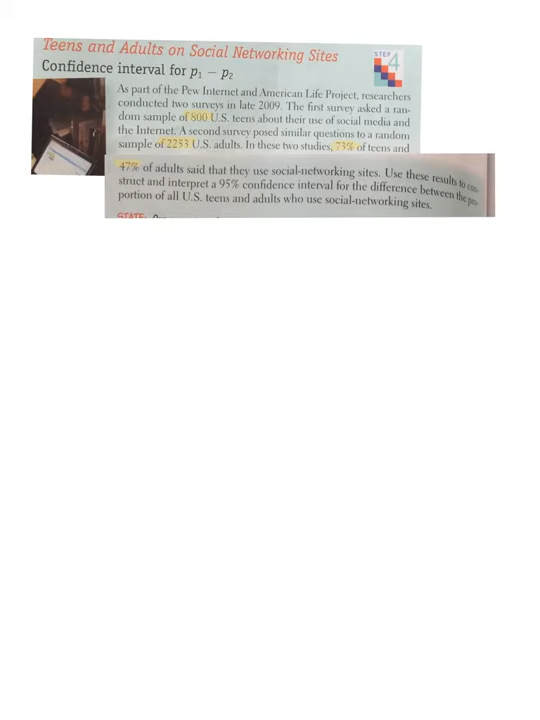 Teens and Adults on Social Networking Sites
STEP 4
Confidence interval for p₁ − p₂
As part of the Pew Internet and American Life Project, researchers
conducted two surveys in late 2009. The first survey asked a ran-
dom sample of 800 U.S. teens about their use of social media and
the Internet. A second survey posed similar questions to a random
sample of 2253 U.S. adults. In these two studies, 73% of teens and
47% of adults said that they use social-networking sites. Use these results to con-
struct and interpret a 95% confidence interval for the difference between the pro-
portion of all U.S. teens and adults who use social-networking sites.
STATE: